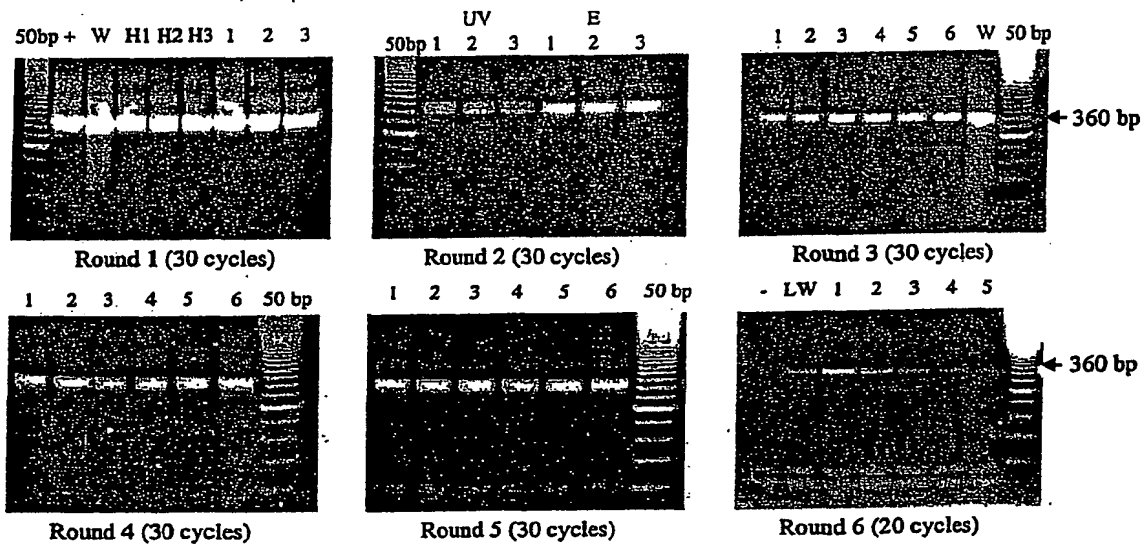 UV E
50bp + W H1 H2 H3 1 2 3
50bp 1 2 3 1 2 3
1 2 3 4 5 6 W 50 bp
360 bp
Round 1 (30 cycles)
Round 2 (30 cycles)
Round 3 (30 cycles)
1 2 3 4 5 6 50 bp
1 2 3 4 5 6 50 bp
- LW 1 2 3 4 5
360 bp
Round 4 (30 cycles)
Round 5 (30 cycles)
Round 6 (20 cycles)